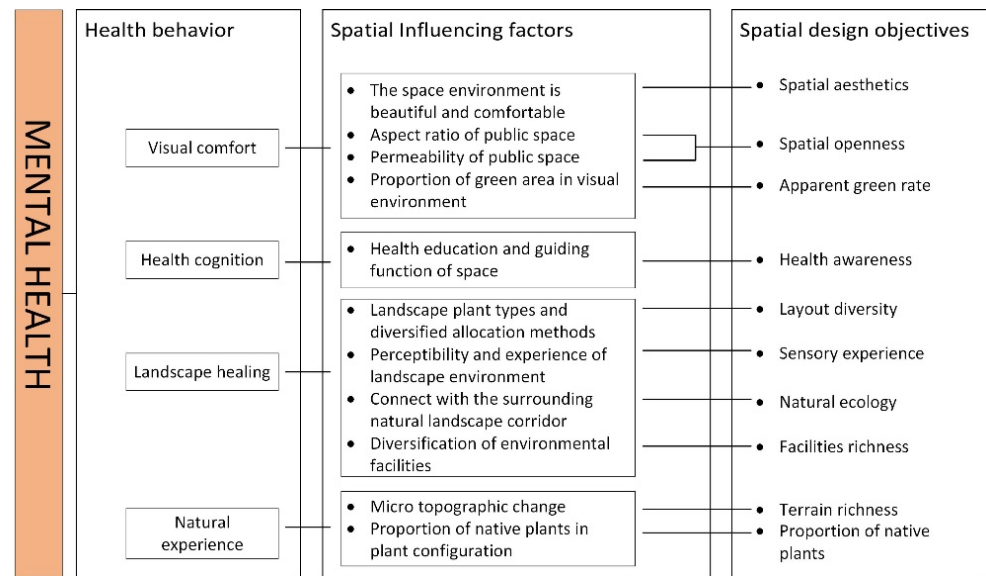 MENTAL HEALTH
Health behavior
Visual comfort
Health cognition
Landscape healing
Natural
experience
Spatial Influencing factors
• The space environment is
beautiful and comfortable
• Aspect ratio of public space
• Permeability of public space
• Proportion of green area in visual
environment
• Health education and guiding
function of space
• Landscape plant types and
diversified allocation methods
• Perceptibility and experience of
landscape environment
• Connect with the surrounding
natural landscape corridor
• Diversification of environmental
facilities
• Micro topographic change
• Proportion of native plants in
plant configuration
Spatial design objectives
• Spatial aesthetics
• Spatial openness
• Apparent green rate
• Health awareness
• Layout diversity
• Sensory experience
• Natural ecology
• Facilities richness
• Terrain richness
• Proportion of native
plants